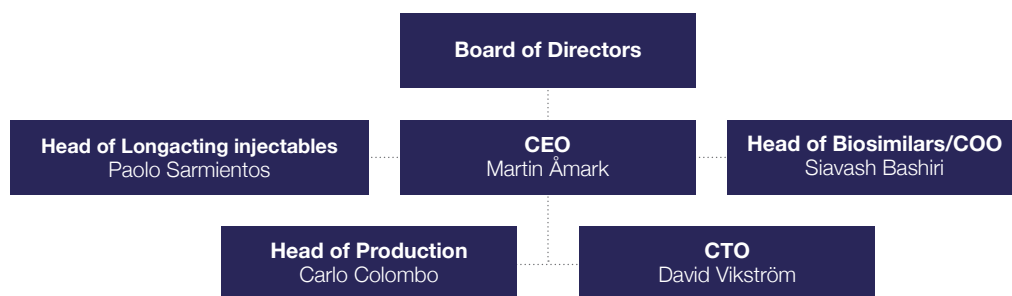 Board of Directors
Head of Longacting injectables
Paolo Sarmientos
CEO
Martin Åmark
Head of Biosimilars/COO
Siavash Bashiri
Head of Production
Carlo Colombo
CTO
David Vikström